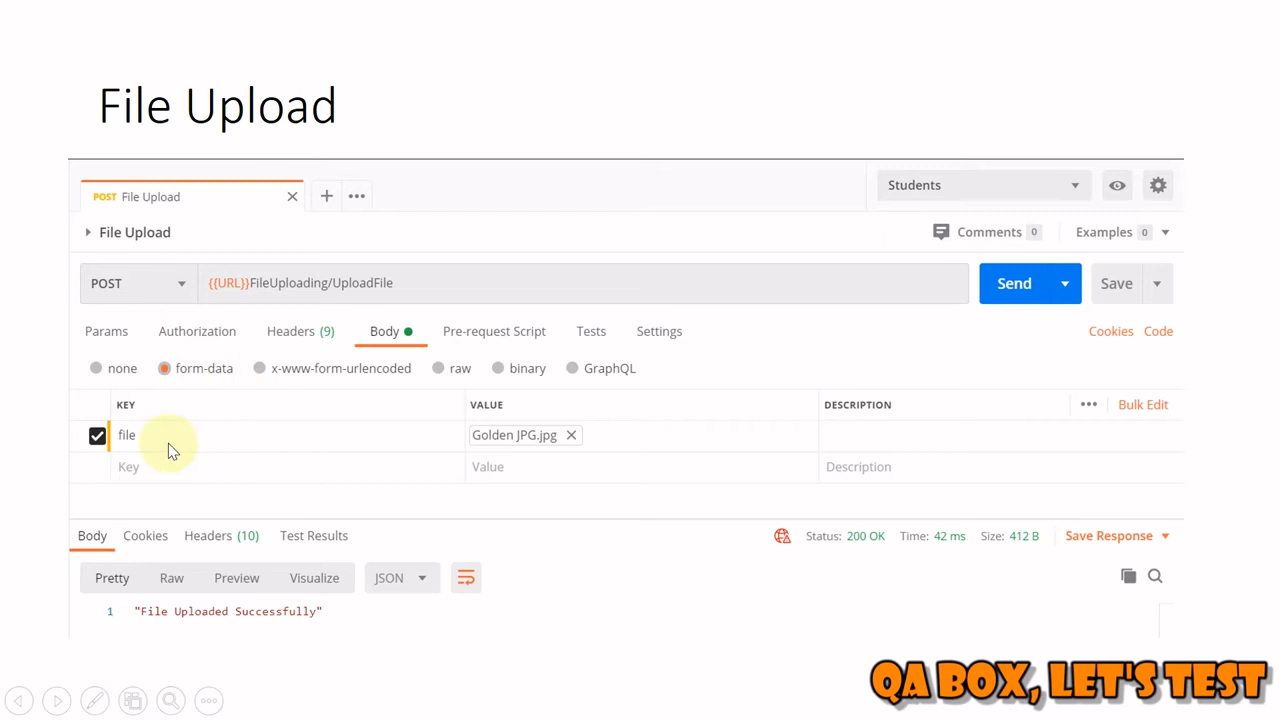 File Upload
POST File Upload
Students
File Upload
Comments 0 Examples 0
POST {{URL}}FileUploading/UploadFile Send Save
Params Authorization Headers (9) Body Pre-request Script Tests Settings Cookies Code
none form-data x-www-form-urlencoded raw binary GraphQL
KEY VALUE DESCRIPTION Bulk Edit
file Golden JPG.jpg
Key Value Description
Body Cookies Headers (10) Test Results Status: 200 OK Time: 42 ms Size: 412 B Save Response
Pretty Raw Preview Visualize JSON
1 "File Uploaded Successfully"
QA BOX, LET'S TEST